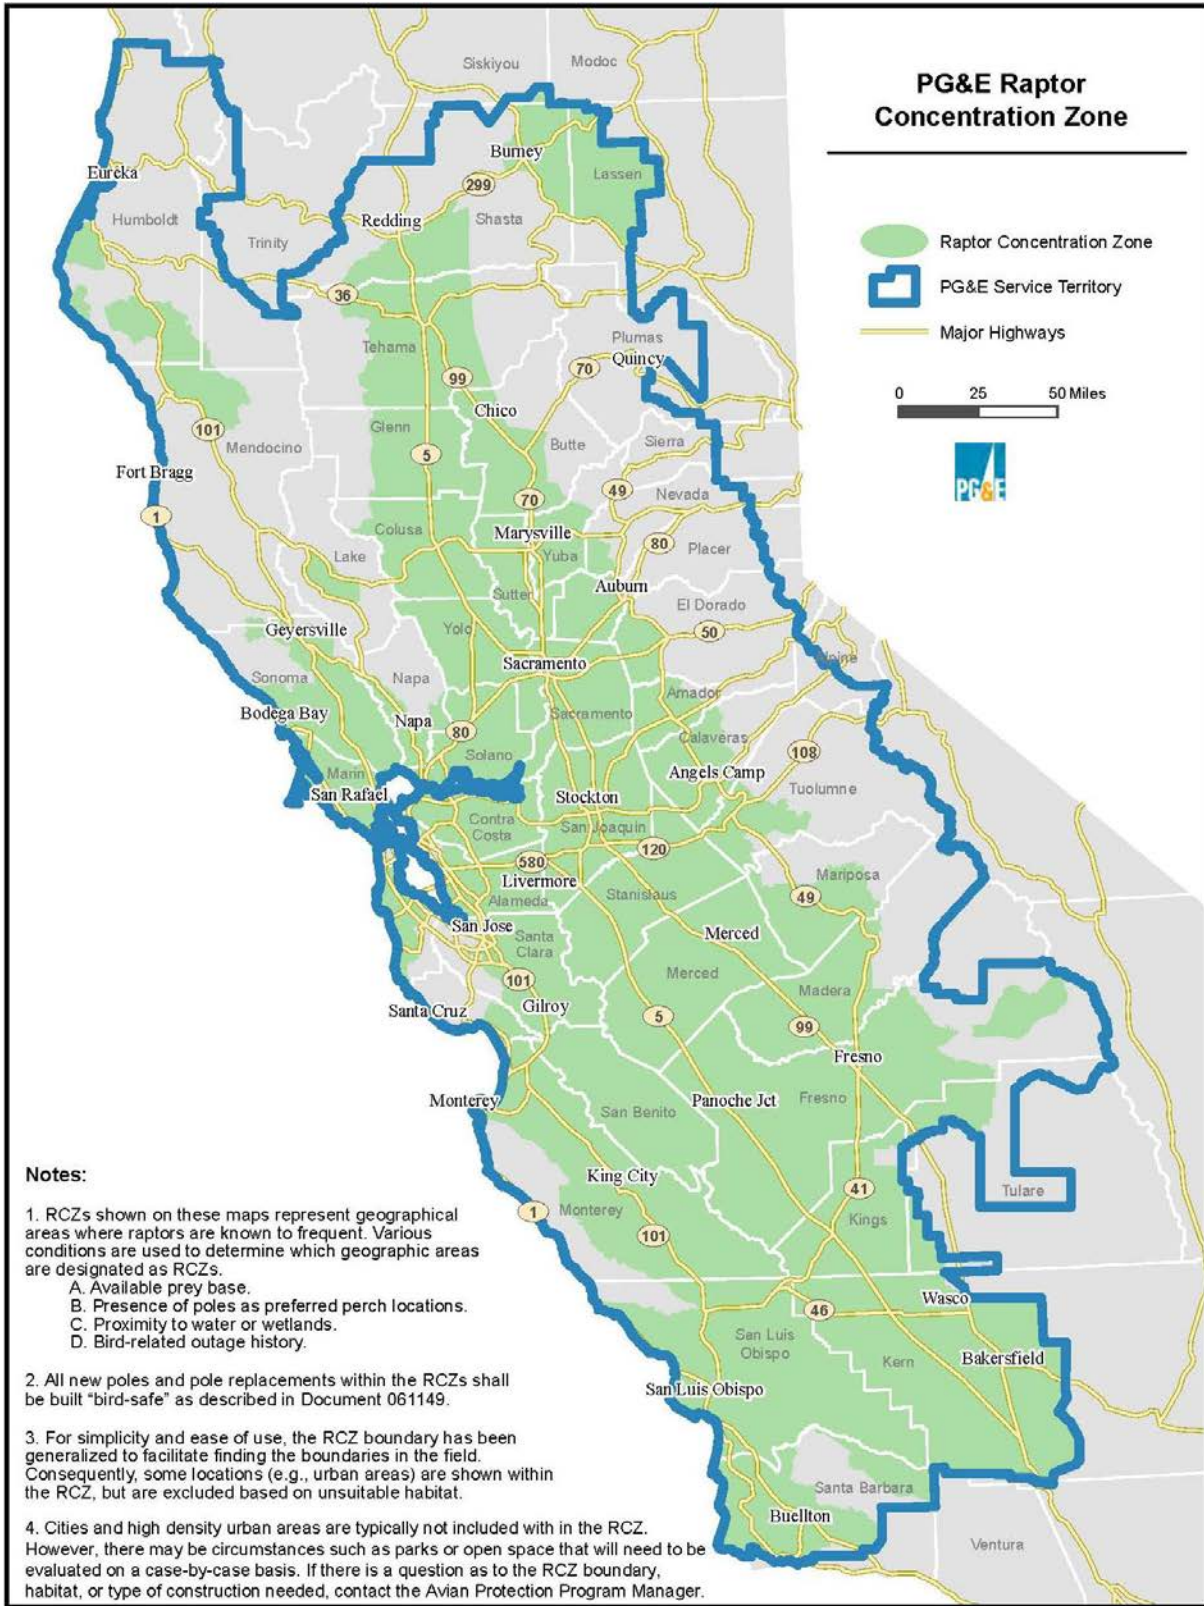 PG&E Raptor
Concentration Zone
Raptor Concentration Zone
PG&E Service Territory
Major Highways
0 25 50 Miles
PG&E
Siskiyou
Modoc
Burney
Eureka
Lassen
299
Humboldt
Redding
Shasta
Trinity
36
Plumas
Tehama
Quincy
70
99
Chico
Glenn
101
Mendocino
Butte
Sierra
5
Fort Bragg
49
Nevada
70
1
Colusa
Marysville
80
Placer
Lake
Yuba
Auburn
Sutter
El Dorado
Geyersville
Yolo
50
Sacramento
Alpine
Sonoma
Napa
Amador
Bodega Bay
Napa
Sacramento
80
Calaveras
108
Solano
Marin
Angels Camp
San Rafael
Stockton
Tuolumne
Contra
Costa
San Joaquin
120
580
Livermore
Mariposa
Alameda
Stanislaus
49
San Jose
Merced
Santa
Clara
Merced
101
Madera
Santa Cruz
Gilroy
5
99
Fresno
Monterey
San Benito
Panoche Jct
Fresno
King City
41
Tulare
1
Monterey
Kings
101
Wasco
46
San Luis
Obispo
Kern
Bakersfield
San Luis Obispo
Santa Barbara
Buellton
Ventura
Notes:
1. RCZs shown on these maps represent geographical
areas where raptors are known to frequent. Various
conditions are used to determine which geographic areas
are designated as RCZs.
A. Available prey base.
B. Presence of poles as preferred perch locations.
C. Proximity to water or wetlands.
D. Bird-related outage history.
2. All new poles and pole replacements within the RCZs shall
be built “bird-safe” as described in Document 061149.
3. For simplicity and ease of use, the RCZ boundary has been
generalized to facilitate finding the boundaries in the field.
Consequently, some locations (e.g., urban areas) are shown within
the RCZ, but are excluded based on unsuitable habitat.
4. Cities and high density urban areas are typically not included with in the RCZ.
However, there may be circumstances such as parks or open space that will need to be
evaluated on a case-by-case basis. If there is a question as to the RCZ boundary,
habitat, or type of construction needed, contact the Avian Protection Program Manager.